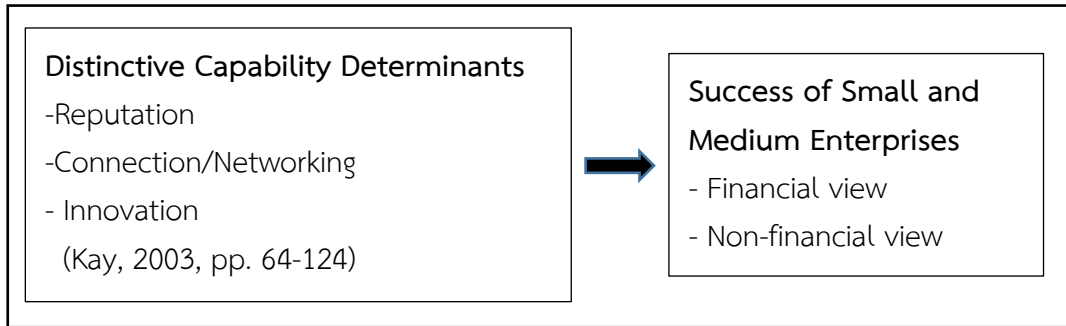 Distinctive Capability Determinants
-Reputation
-Connection/Networking
- Innovation
(Kay, 2003, pp. 64-124)
Success of Small and
Medium Enterprises
- Financial view
- Non-financial view